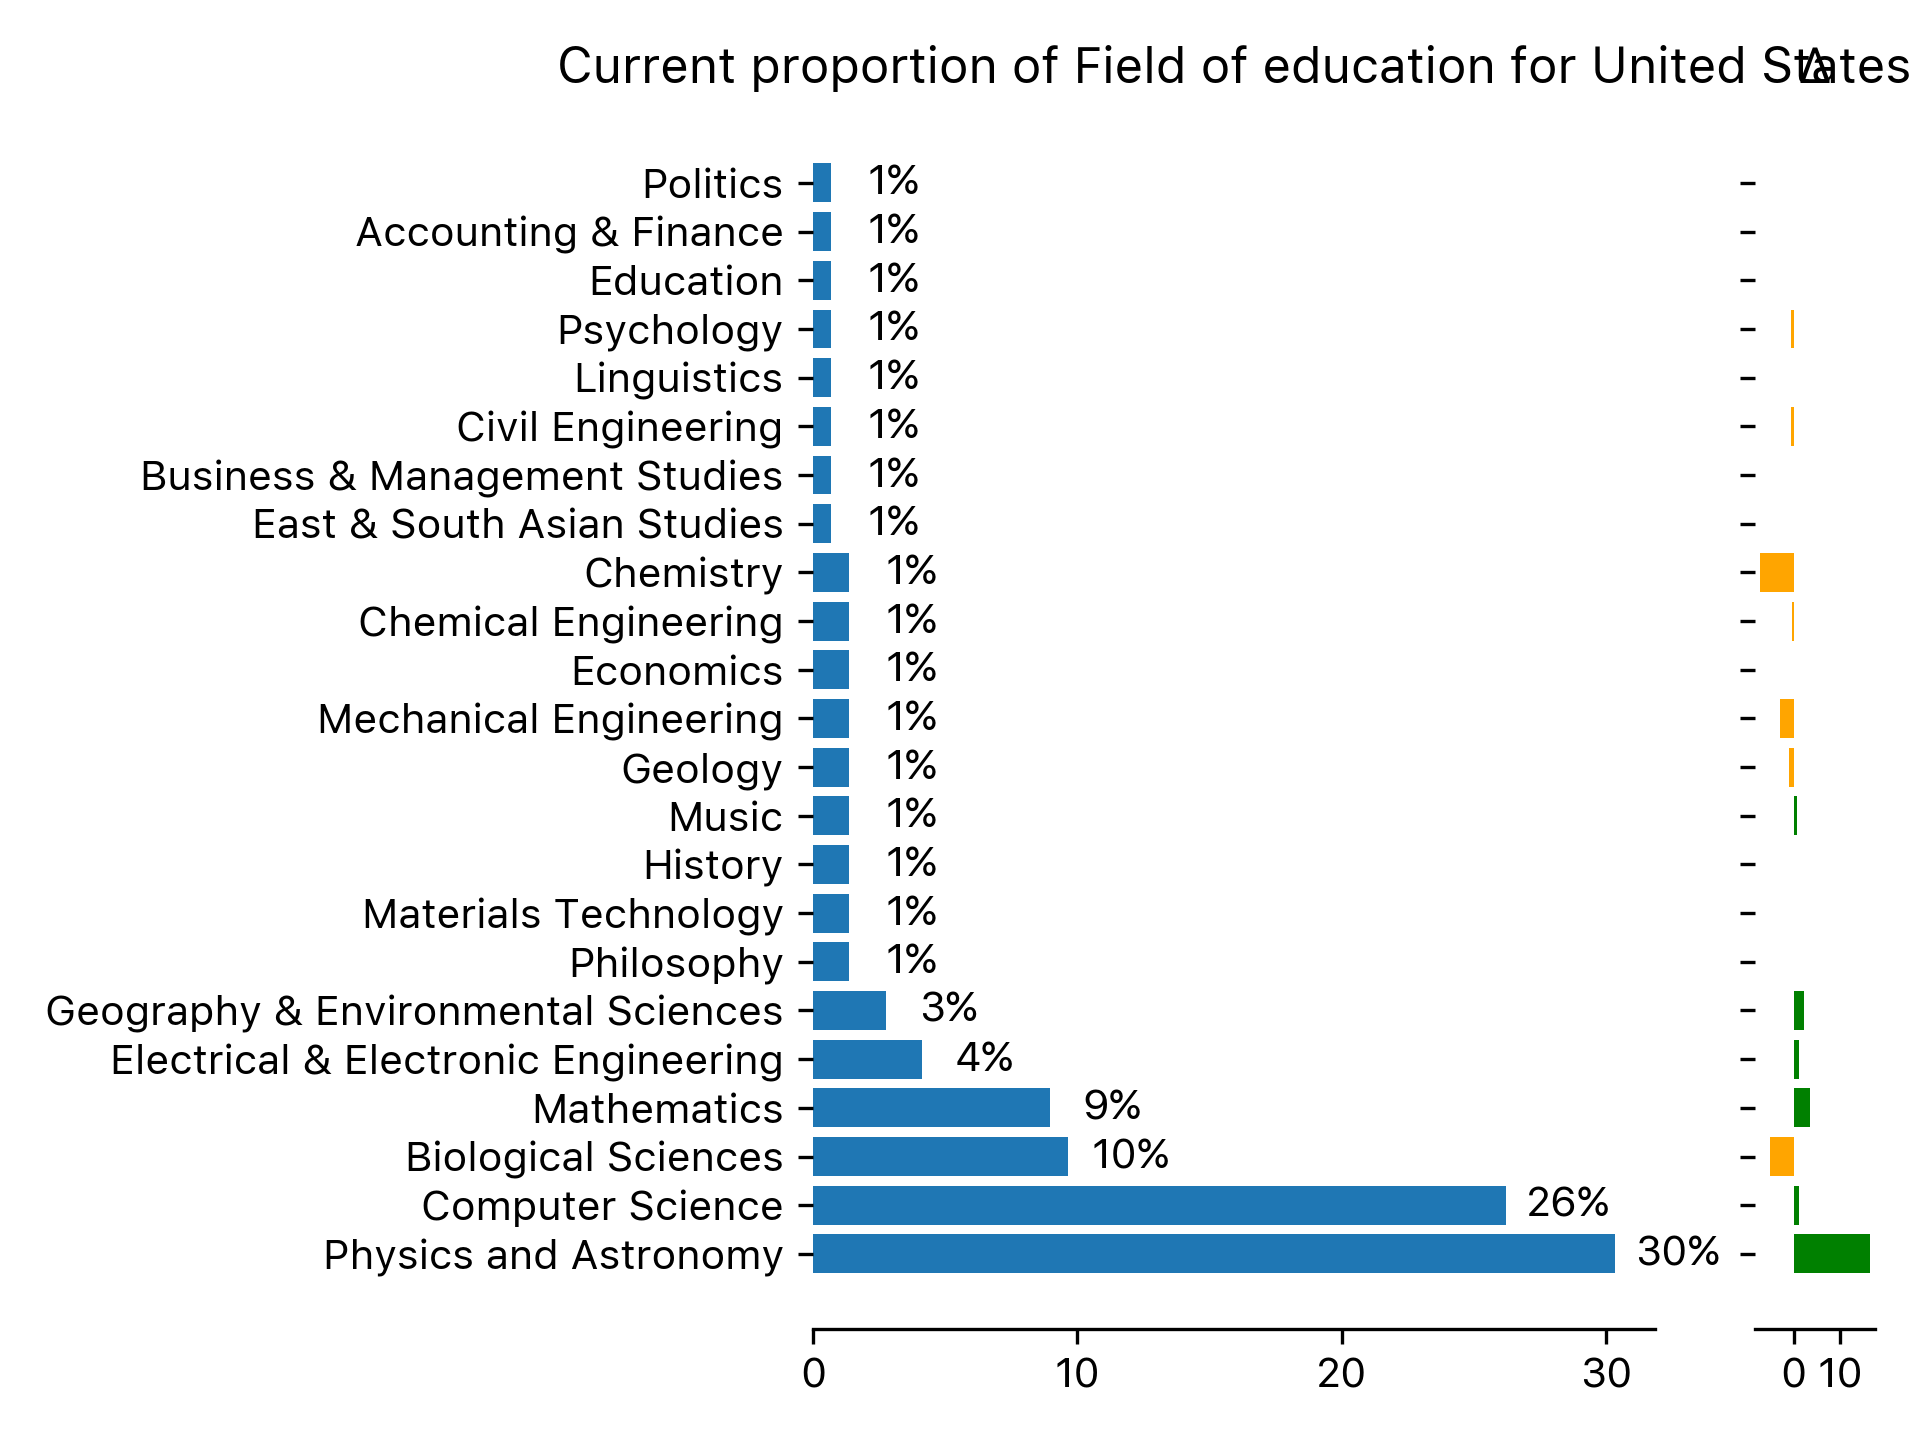 Current proportion of Field of education for United States
Δ
Politics 1%
Accounting & Finance 1%
Education 1%
Psychology 1%
Linguistics 1%
Civil Engineering 1%
Business & Management Studies 1%
East & South Asian Studies 1%
Chemistry 1%
Chemical Engineering 1%
Economics 1%
Mechanical Engineering 1%
Geology 1%
Music 1%
History 1%
Materials Technology 1%
Philosophy 1%
Geography & Environmental Sciences 3%
Electrical & Electronic Engineering 4%
Mathematics 9%
Biological Sciences 10%
Computer Science 26%
Physics and Astronomy 30%
0 10 20 30 0 10